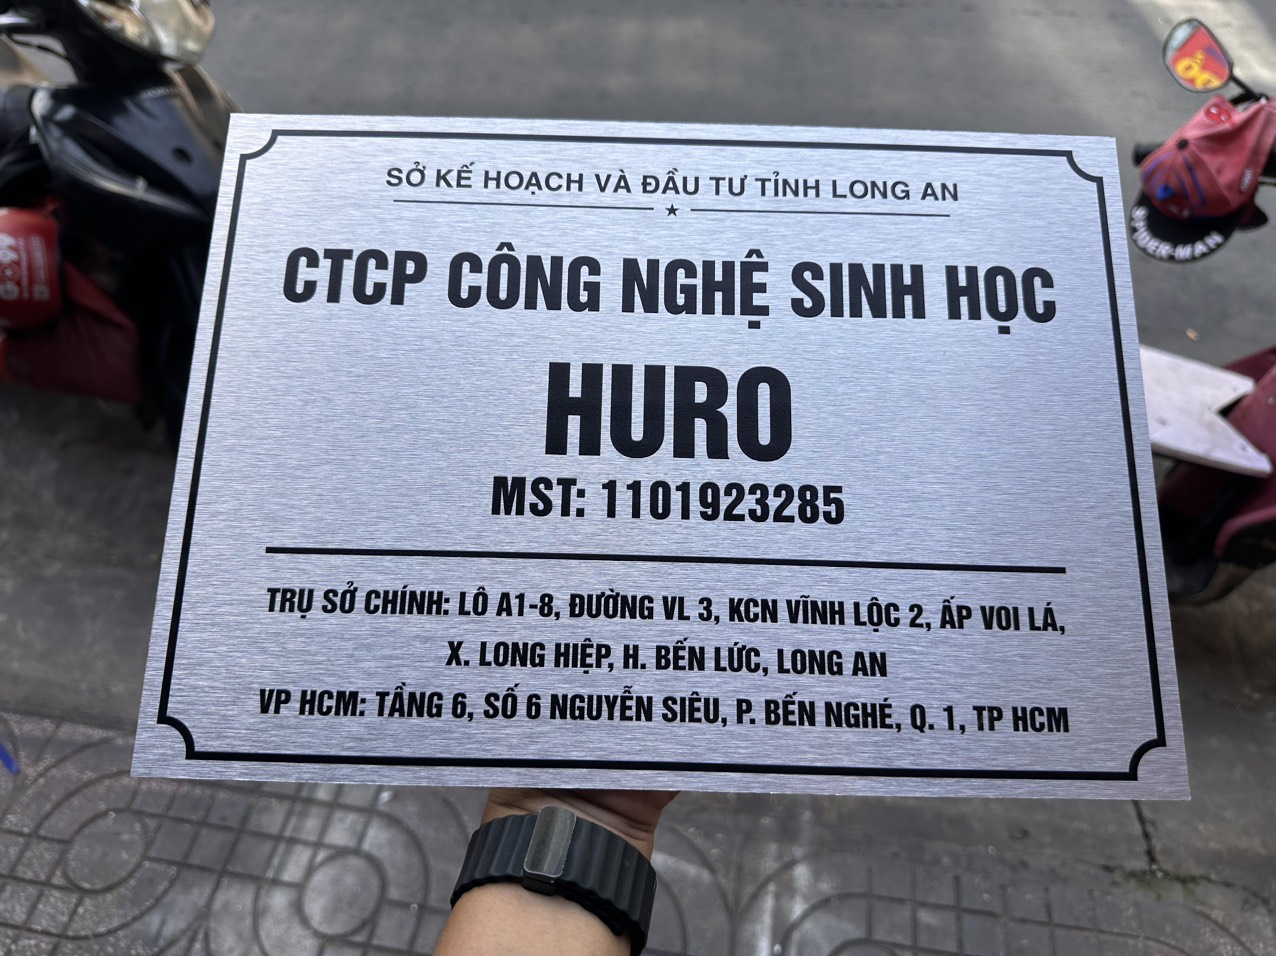 SỞ KẾ HOẠCH VÀ ĐẦU TƯ TỈNH LONG AN
CTCP CÔNG NGHỆ SINH HỌC
HURO
MST: 1101923285
TRỤ SỞ CHÍNH: LÔ A1-8, ĐƯỜNG VL 3, KCN VĨNH LỘC 2, ẤP VOI LÁ,
X. LONG HIỆP, H. BẾN LỨC, LONG AN
VP HCM: TẦNG 6, SỐ 6 NGUYỄN SIÊU, P. BẾN NGHÉ, Q. 1, TP HCM
SPIDER-MAN